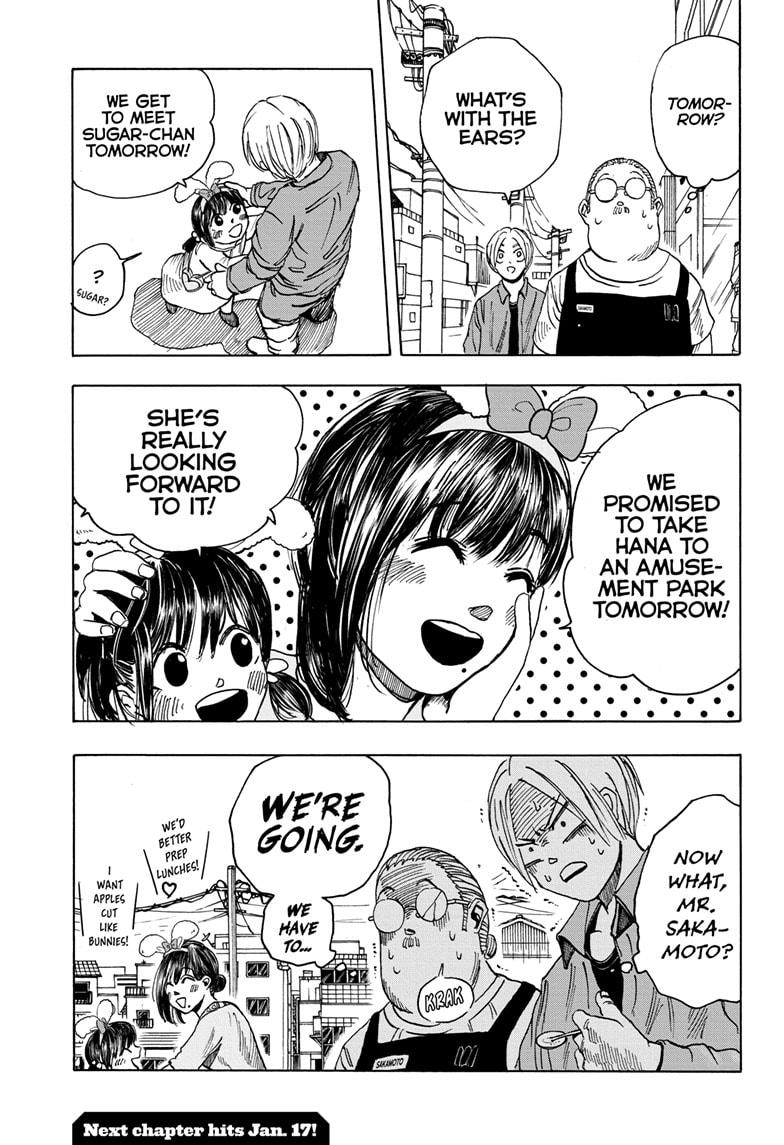 TOMOR-
ROW?
WHAT'S
WITH THE
EARS?
SAKAMOTO
WE GET
TO MEET
SUGAR-CHAN
TOMORROW!
?
SUGAR?
WE
PROMISED
TO TAKE
HANA TO
AN AMUSE-
MENT PARK
TOMORROW!
SHE'S
REALLY
LOOKING
FORWARD
TO IT!
NOW
WHAT,
MR.
SAKA-
MOTO?
KRAK
SAKAMOTO
WE'RE
GOING.
WE
HAVE
TO...
WE'D
BETTER
PREP
LUNCHES!
I
WANT
APPLES
CUT
LIKE
BUNNIES!
Next chapter hits Jan. 17!